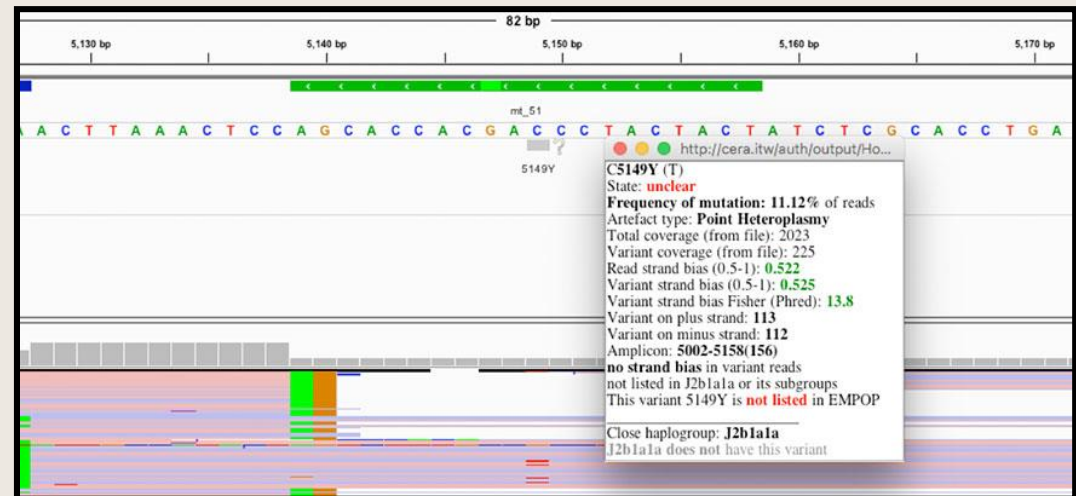 82 bp
5,130 bp 5,140 bp 5,150 bp 5,160 bp 5,170 bp
mt_51
A A C T T A A A C T C C A G C A C C A C G A C C C T A C T A C T A T C T C G C A C C T G A
?
5149Y
http://cera.itw/auth/output/Ho...
C5149Y (T)
State: unclear
Frequency of mutation: 11.12% of reads
Artefact type: Point Heteroplasmy
Total coverage (from file): 2023
Variant coverage (from file): 225
Read strand bias (0.5-1): 0.522
Variant strand bias (0.5-1): 0.525
Variant strand bias Fisher (Phred): 13.8
Variant on plus strand: 113
Variant on minus strand: 112
Amplicon: 5002-5158(156)
no strand bias in variant reads
not listed in J2b1a1a or its subgroups
This variant 5149Y is not listed in EMPOP
Close haplogroup: J2b1a1a
J2b1a1a does not have this variant